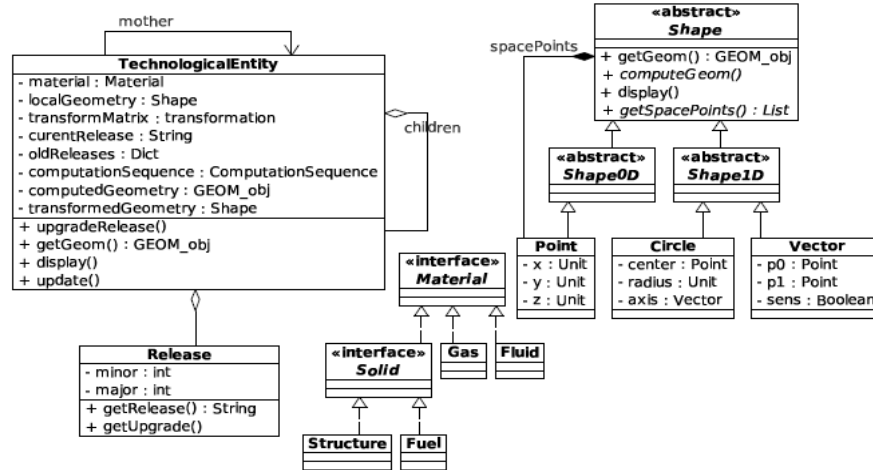 mother
TechnologicalEntity
- material : Material
- localGeometry : Shape
- transformMatrix : transformation
- curentRelease : String
- oldReleases : Dict
- computationSequence : ComputationSequence
- computedGeometry : GEOM_obj
- transformedGeometry : Shape
+ upgradeRelease()
+ getGeom() : GEOM_obj
+ display()
+ update()
children
Release
- minor : int
- major : int
+ getRelease() : String
+ getUpgrade()
«interface»
Material
«interface»
Solid
Gas
Fluid
Structure
Fuel
spacePoints
«abstract»
Shape
+ getGeom() : GEOM_obj
+ computeGeom()
+ display()
+ getSpacePoints() : List
«abstract»
Shape0D
«abstract»
Shape1D
Point
- x : Unit
- y : Unit
- z : Unit
Circle
- center : Point
- radius : Unit
- axis : Vector
Vector
- p0 : Point
- p1 : Point
- sens : Boolean